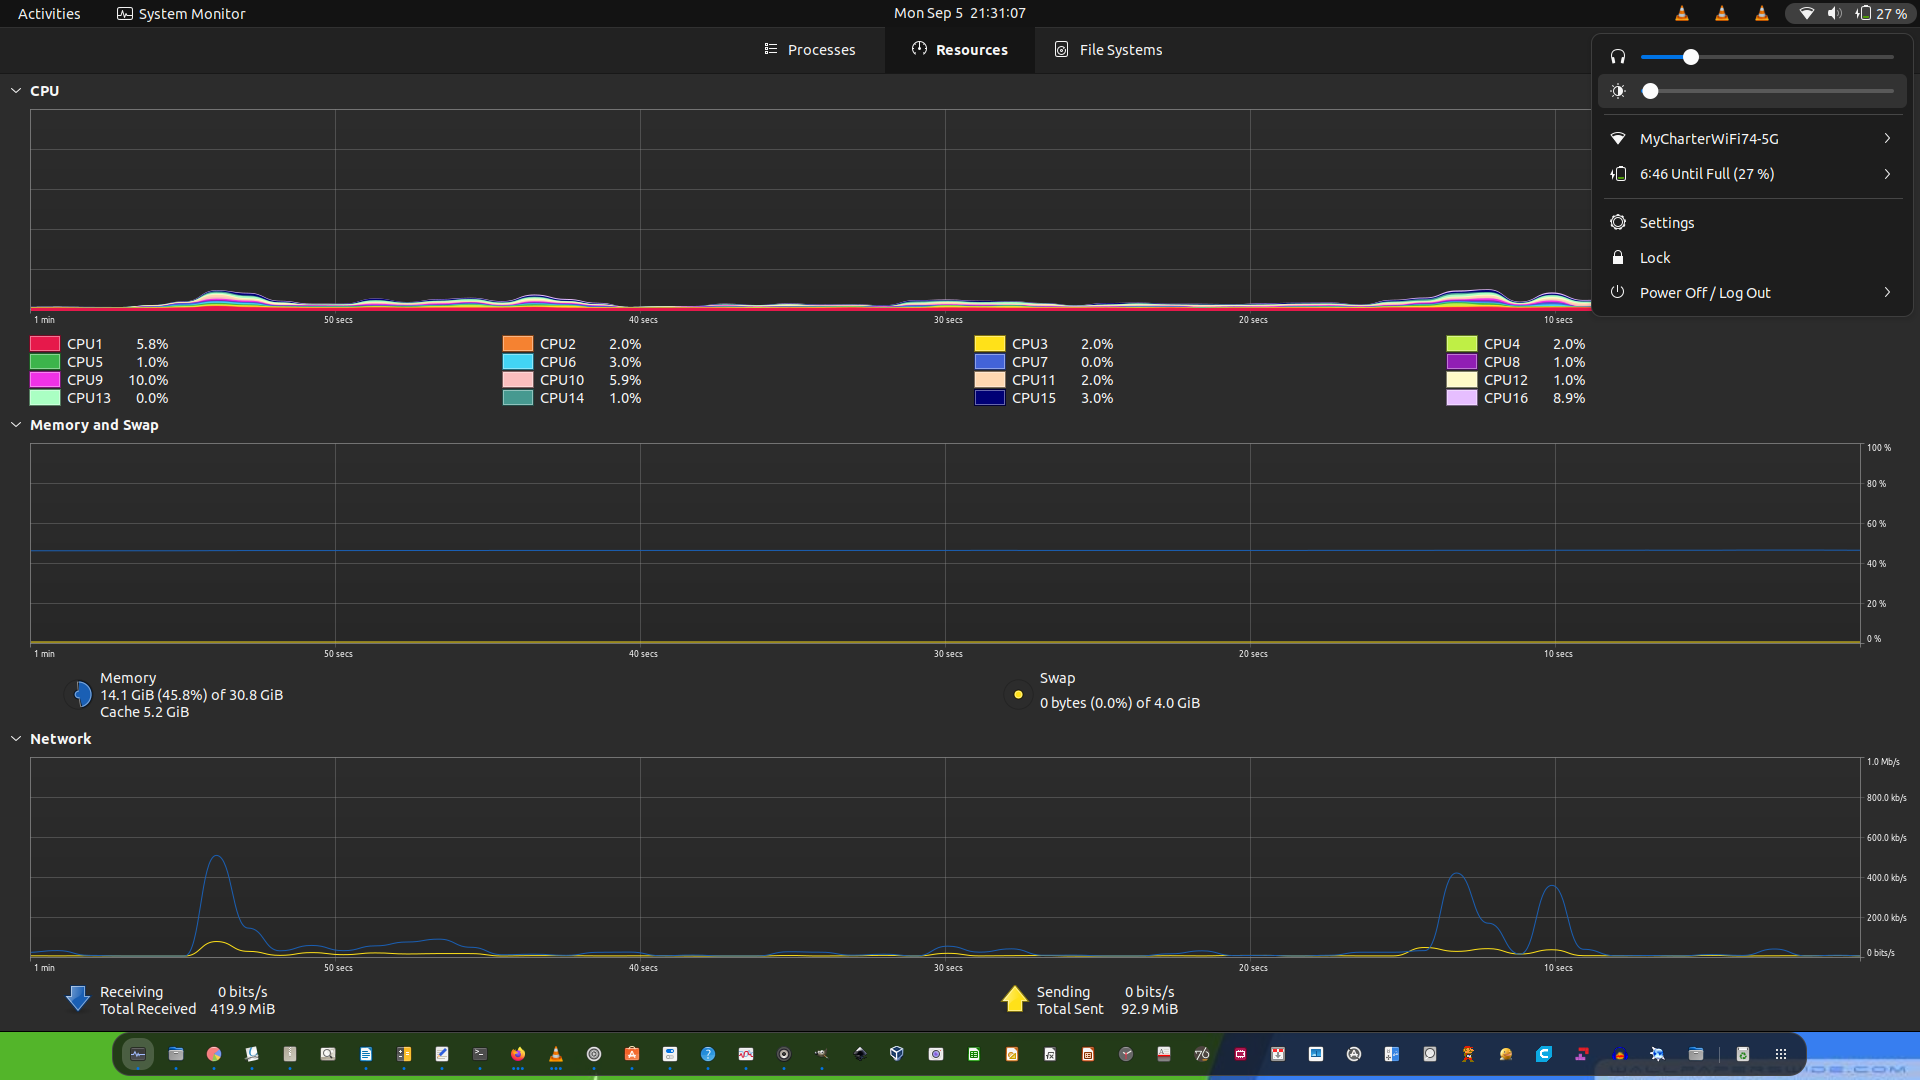 Activities System Monitor Mon Sep 5 21:31:07 27 %
Processes Resources File Systems
CPU
MyCharterWiFi74-5G
6:46 Until Full (27 %)
Settings
Lock
Power Off / Log Out
1 min 50 secs 40 secs 30 secs 20 secs 10 secs
CPU1 5.8% CPU2 2.0% CPU3 2.0% CPU4 2.0%
CPU5 1.0% CPU6 3.0% CPU7 0.0% CPU8 1.0%
CPU9 10.0% CPU10 5.9% CPU11 2.0% CPU12 1.0%
CPU13 0.0% CPU14 1.0% CPU15 3.0% CPU16 8.9%
Memory and Swap
100 %
80 %
60 %
40 %
20 %
0 %
1 min 50 secs 40 secs 30 secs 20 secs 10 secs
Memory
14.1 GiB (45.8%) of 30.8 GiB
Cache 5.2 GiB
Swap
0 bytes (0.0%) of 4.0 GiB
Network
1.0 Mb/s
800.0 kb/s
600.0 kb/s
400.0 kb/s
200.0 kb/s
0 bits/s
1 min 50 secs 40 secs 30 secs 20 secs 10 secs
Receiving 0 bits/s
Total Received 419.9 MiB
Sending 0 bits/s
Total Sent 92.9 MiB
76